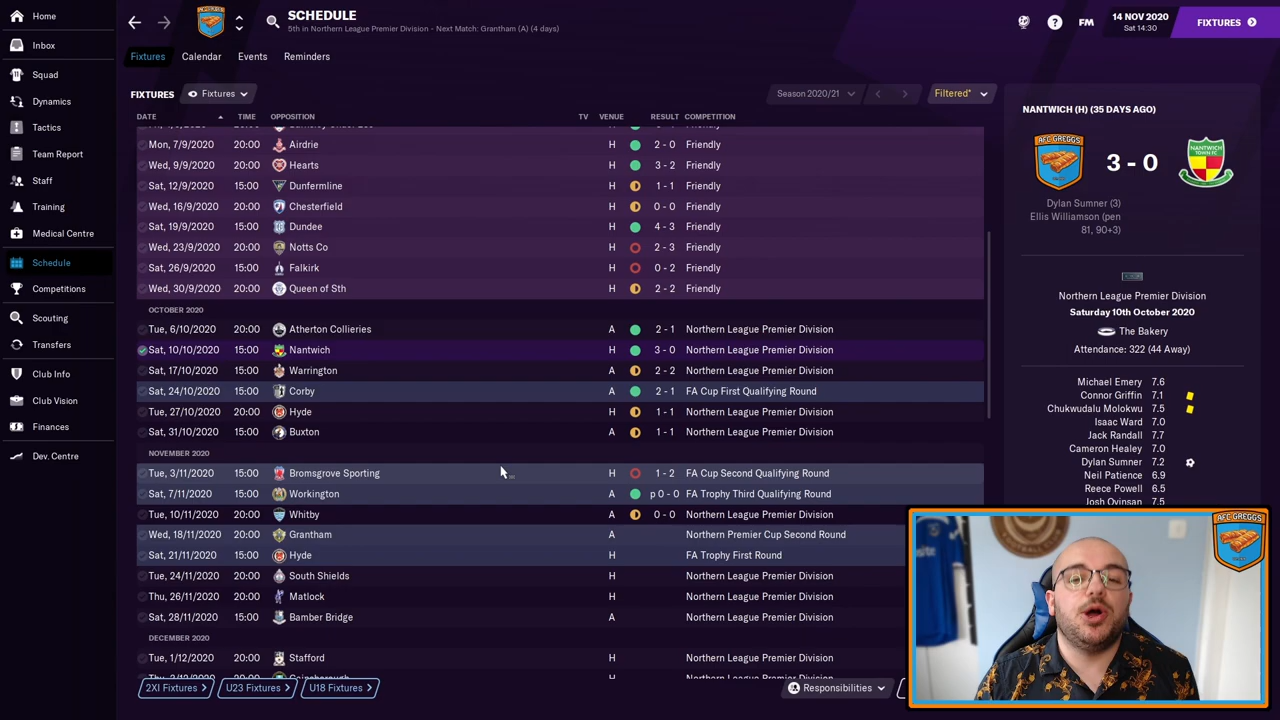 Home
Inbox
Squad
Dynamics
Tactics
Team Report
Staff
Training
Medical Centre
Schedule
Competitions
Scouting
Transfers
Club Info
Club Vision
Finances
Dev. Centre
SCHEDULE
5th in Northern League Premier Division - Next Match: Grantham (A) (4 days)
FM
14 NOV 2020
Sat 14:30
FIXTURES
Fixtures Calendar Events Reminders
FIXTURES Fixtures Season 2020/21 Filtered*
DATE TIME OPPOSITION TV VENUE RESULT COMPETITION
Mon, 7/9/2020 20:00 Airdrie H 2 - 0 Friendly
Wed, 9/9/2020 20:00 Hearts H 3 - 2 Friendly
Sat, 12/9/2020 15:00 Dunfermline H 1 - 1 Friendly
Wed, 16/9/2020 20:00 Chesterfield H 0 - 0 Friendly
Sat, 19/9/2020 15:00 Dundee H 4 - 3 Friendly
Wed, 23/9/2020 20:00 Notts Co H 2 - 3 Friendly
Sat, 26/9/2020 15:00 Falkirk H 0 - 2 Friendly
Wed, 30/9/2020 20:00 Queen of Sth H 2 - 2 Friendly
OCTOBER 2020
Tue, 6/10/2020 20:00 Atherton Collieries A 2 - 1 Northern League Premier Division
Sat, 10/10/2020 15:00 Nantwich H 3 - 0 Northern League Premier Division
Sat, 17/10/2020 15:00 Warrington A 2 - 2 Northern League Premier Division
Sat, 24/10/2020 15:00 Corby A 2 - 1 FA Cup First Qualifying Round
Tue, 27/10/2020 20:00 Hyde H 1 - 1 Northern League Premier Division
Sat, 31/10/2020 15:00 Buxton A 1 - 1 Northern League Premier Division
NOVEMBER 2020
Tue, 3/11/2020 15:00 Bromsgrove Sporting H 1 - 2 FA Cup Second Qualifying Round
Sat, 7/11/2020 15:00 Workington A p 0 - 0 FA Trophy Third Qualifying Round
Tue, 10/11/2020 20:00 Whitby A 0 - 0 Northern League Premier Division
Wed, 18/11/2020 20:00 Grantham A Northern Premier Cup Second Round
Sat, 21/11/2020 15:00 Hyde H FA Trophy First Round
Tue, 24/11/2020 20:00 South Shields H Northern League Premier Division
Thu, 26/11/2020 20:00 Matlock H Northern League Premier Division
Sat, 28/11/2020 15:00 Bamber Bridge A Northern League Premier Division
DECEMBER 2020
Tue, 1/12/2020 20:00 Stafford H Northern League Premier Division
2XI Fixtures U23 Fixtures U18 Fixtures Responsibilities
NANTWICH (H) (35 DAYS AGO)
AFC GREGGS
3 - 0
Dylan Sumner (3)
Ellis Williamson (pen
81, 90+3)
Northern League Premier Division
Saturday 10th October 2020
The Bakery
Attendance: 322 (44 Away)
Michael Emery 7.6
Connor Griffin 7.1
Chukwudalu Molokwu 7.5
Isaac Ward 7.0
Jack Randall 7.7
Cameron Healey 7.0
Dylan Sumner 7.2
Neil Patience 6.9
Reece Powell 6.5
Josh Ovinsan 7.5
AFC GREGGS